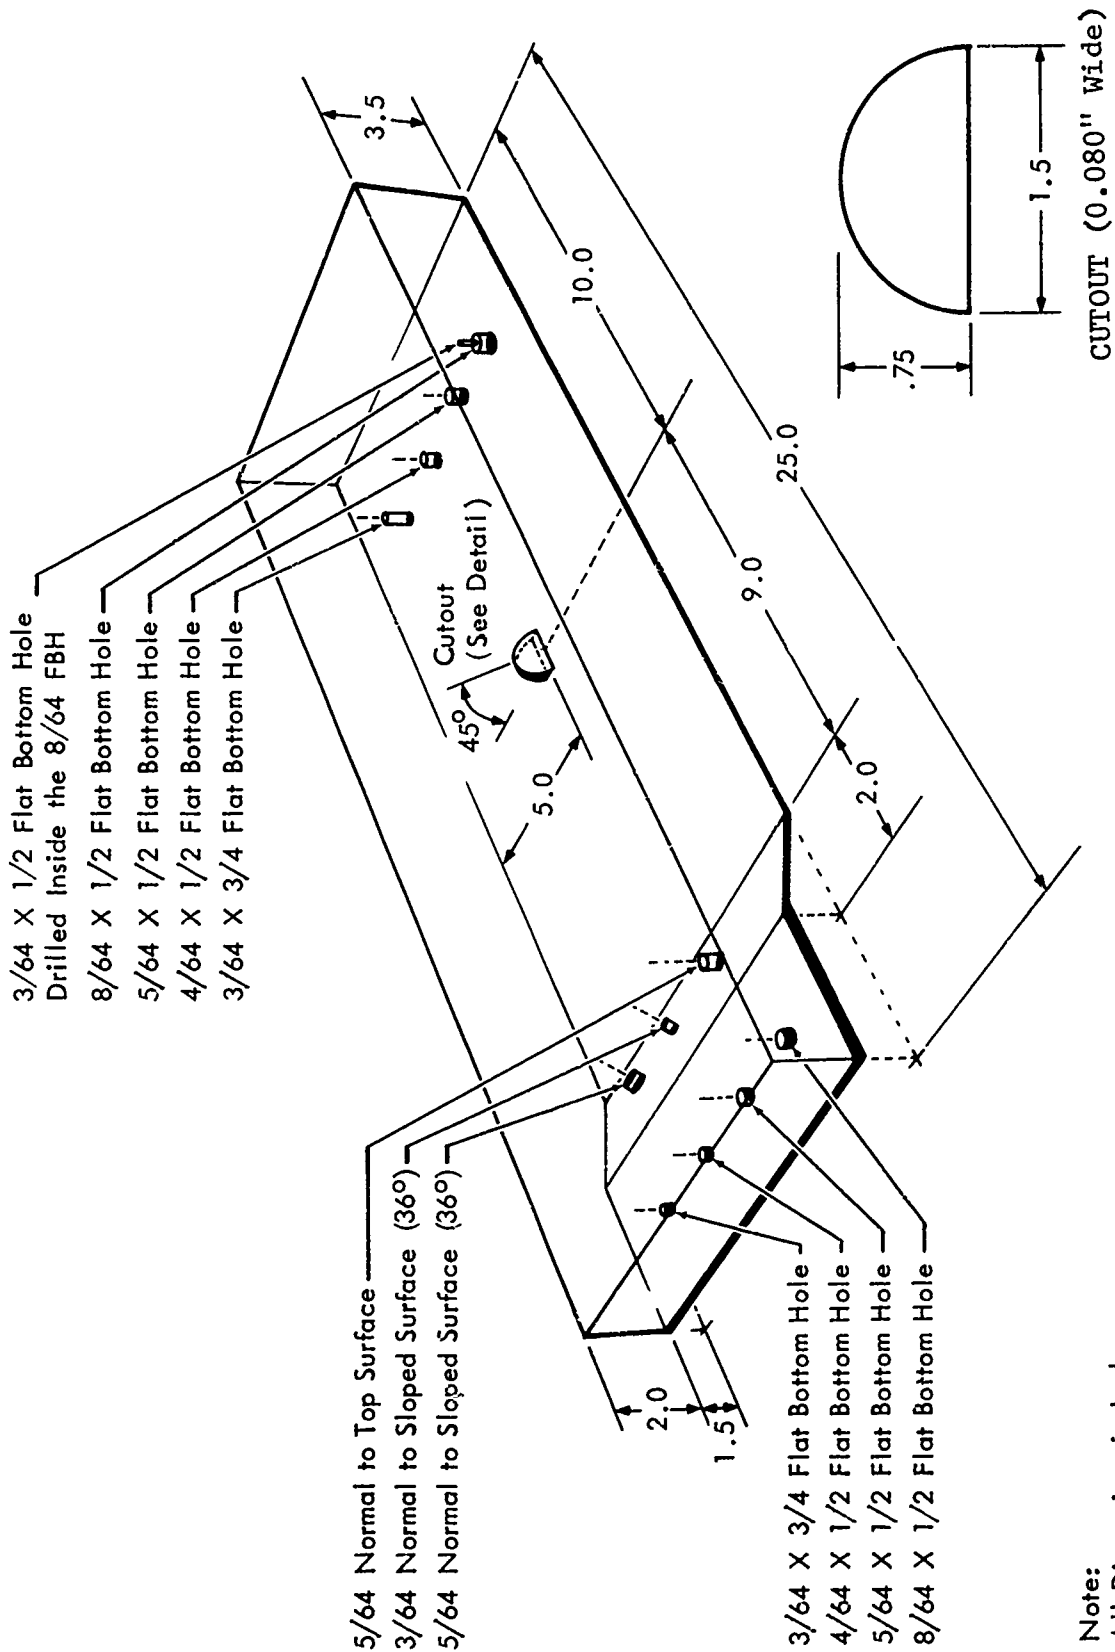 3/64 X 1/2 Flat Bottom Hole
Drilled Inside the 8/64 FBH
8/64 X 1/2 Flat Bottom Hole
5/64 X 1/2 Flat Bottom Hole
4/64 X 1/2 Flat Bottom Hole
3/64 X 3/4 Flat Bottom Hole
3.5
10.0
Cutout
(See Detail)
45°
5.0
9.0
25.0
2.0
5/64 Normal to Top Surface
3/64 Normal to Sloped Surface (36°)
5/64 Normal to Sloped Surface (36°)
2.0
1.5
3/64 X 3/4 Flat Bottom Hole
4/64 X 1/2 Flat Bottom Hole
5/64 X 1/2 Flat Bottom Hole
8/64 X 1/2 Flat Bottom Hole
.75
1.5
CUTOUT (0.080" Wide)
Note: